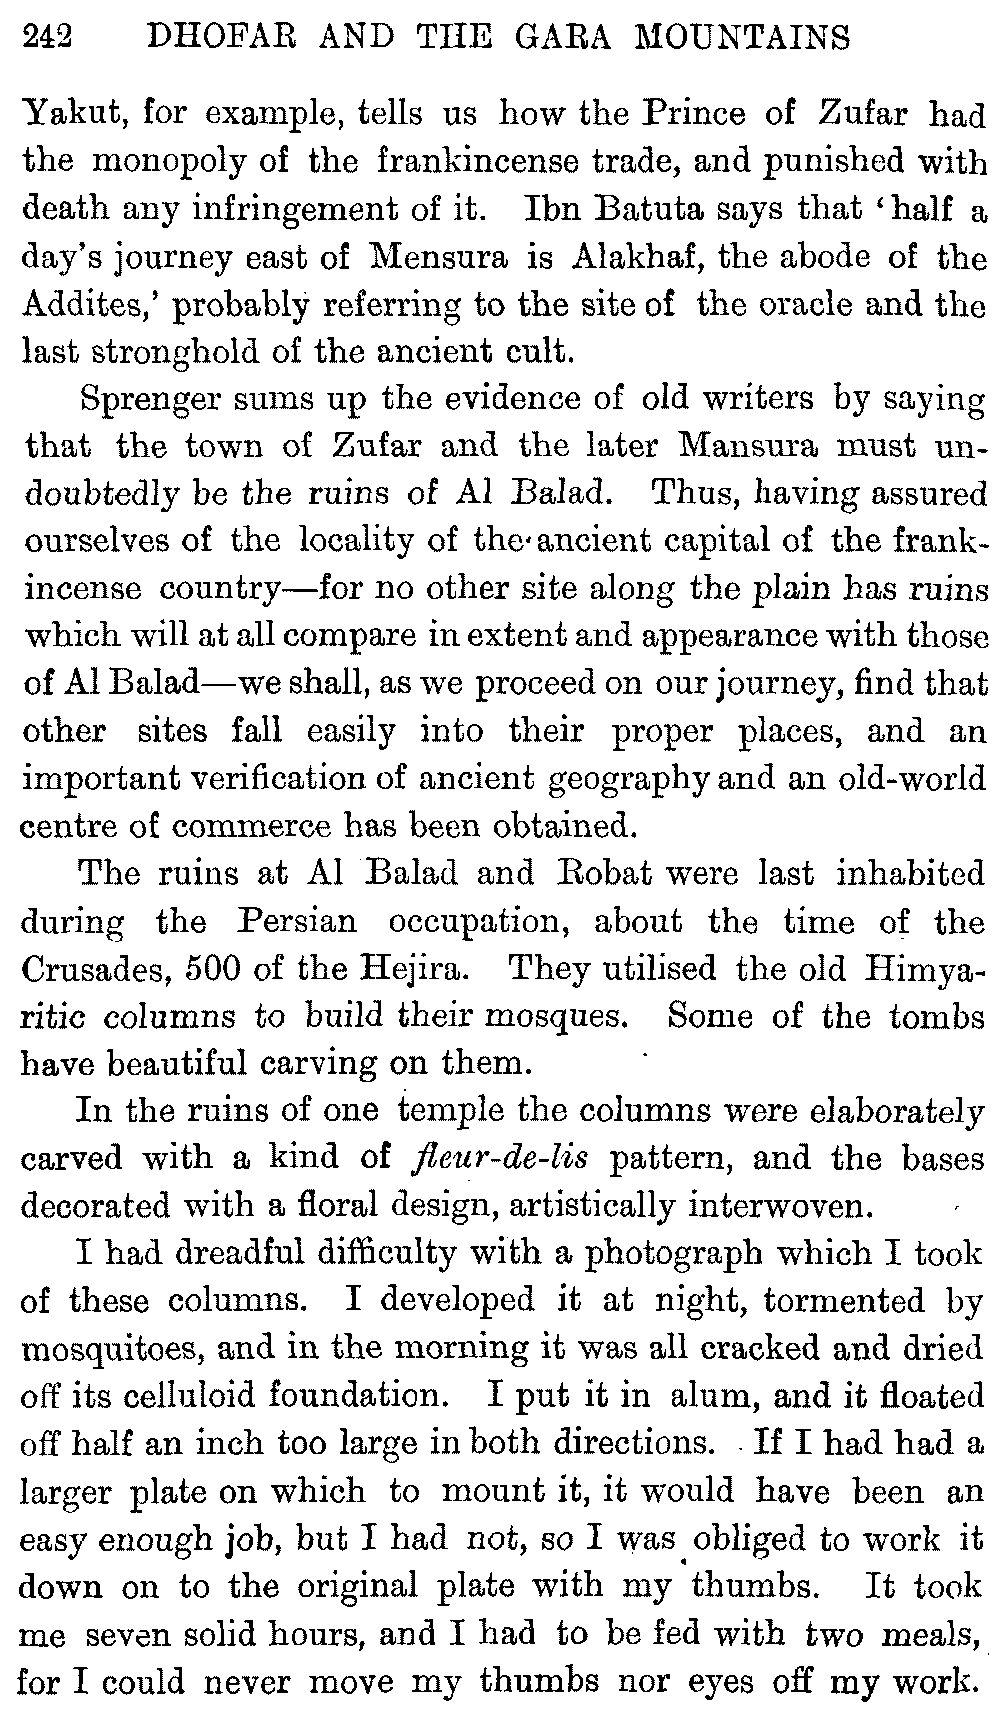 242 DHOFAR AND THE GARA MOUNTAINS
Yakut, for example, tells us how the Prince of Zufar had
the monopoly of the frankincense trade, and punished with
death any infringement of it. Ibn Batuta says that ‘half a
day’s journey east of Mensura is Alakhaf, the abode of the
Addites,’ probably referring to the site of the oracle and the
last stronghold of the ancient cult.
Sprenger sums up the evidence of old writers by saying
that the town of Zufar and the later Mansura must un-
doubtedly be the ruins of Al Balad. Thus, having assured
ourselves of the locality of the ancient capital of the frank-
incense country—for no other site along the plain has ruins
which will at all compare in extent and appearance with those
of Al Balad—we shall, as we proceed on our journey, find that
other sites fall easily into their proper places, and an
important verification of ancient geography and an old-world
centre of commerce has been obtained.
The ruins at Al Balad and Robat were last inhabited
during the Persian occupation, about the time of the
Crusades, 500 of the Hejira. They utilised the old Himya-
ritic columns to build their mosques. Some of the tombs
have beautiful carving on them.
In the ruins of one temple the columns were elaborately
carved with a kind of fleur-de-lis pattern, and the bases
decorated with a floral design, artistically interwoven.
I had dreadful difficulty with a photograph which I took
of these columns. I developed it at night, tormented by
mosquitoes, and in the morning it was all cracked and dried
off its celluloid foundation. I put it in alum, and it floated
off half an inch too large in both directions. If I had had a
larger plate on which to mount it, it would have been an
easy enough job, but I had not, so I was obliged to work it
down on to the original plate with my thumbs. It took
me seven solid hours, and I had to be fed with two meals,
for I could never move my thumbs nor eyes off my work.